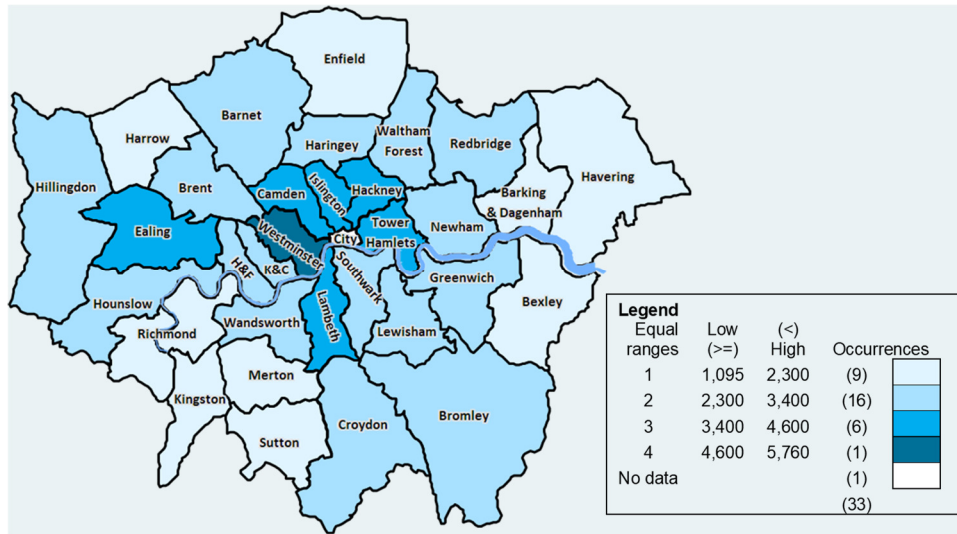 Enfield
Barnet
Harrow
Haringey
Waltham
Forest
Redbridge
Havering
Hillingdon
Brent
Camden
Islington
Hackney
Barking
& Dagenham
Ealing
Westminster
City
Tower
Hamlets
Newham
H&F
K&C
Southwark
Greenwich
Hounslow
Bexley
Richmond
Wandsworth
Lambeth
Lewisham
Merton
Kingston
Sutton
Croydon
Bromley
Legend
Equal Low (<)
ranges (>=) High Occurrences
1 1,095 2,300 (9)
2 2,300 3,400 (16)
3 3,400 4,600 (6)
4 4,600 5,760 (1)
No data (1)
(33)